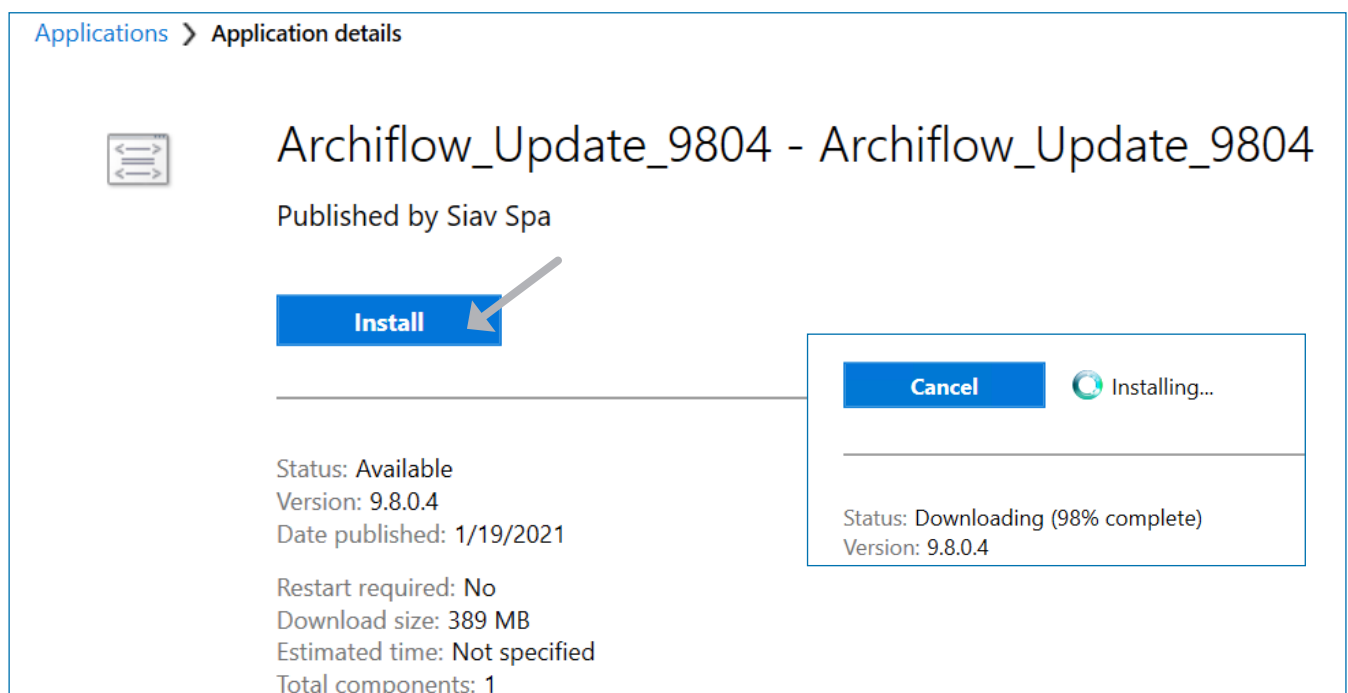 Applications ❯ Application details
Archiflow_Update_9804 - Archiflow_Update_9804
Published by Siav Spa
Install
Status: Available
Version: 9.8.0.4
Date published: 1/19/2021
Restart required: No
Download size: 389 MB
Estimated time: Not specified
Total components: 1
Cancel Installing...
Status: Downloading (98% complete)
Version: 9.8.0.4